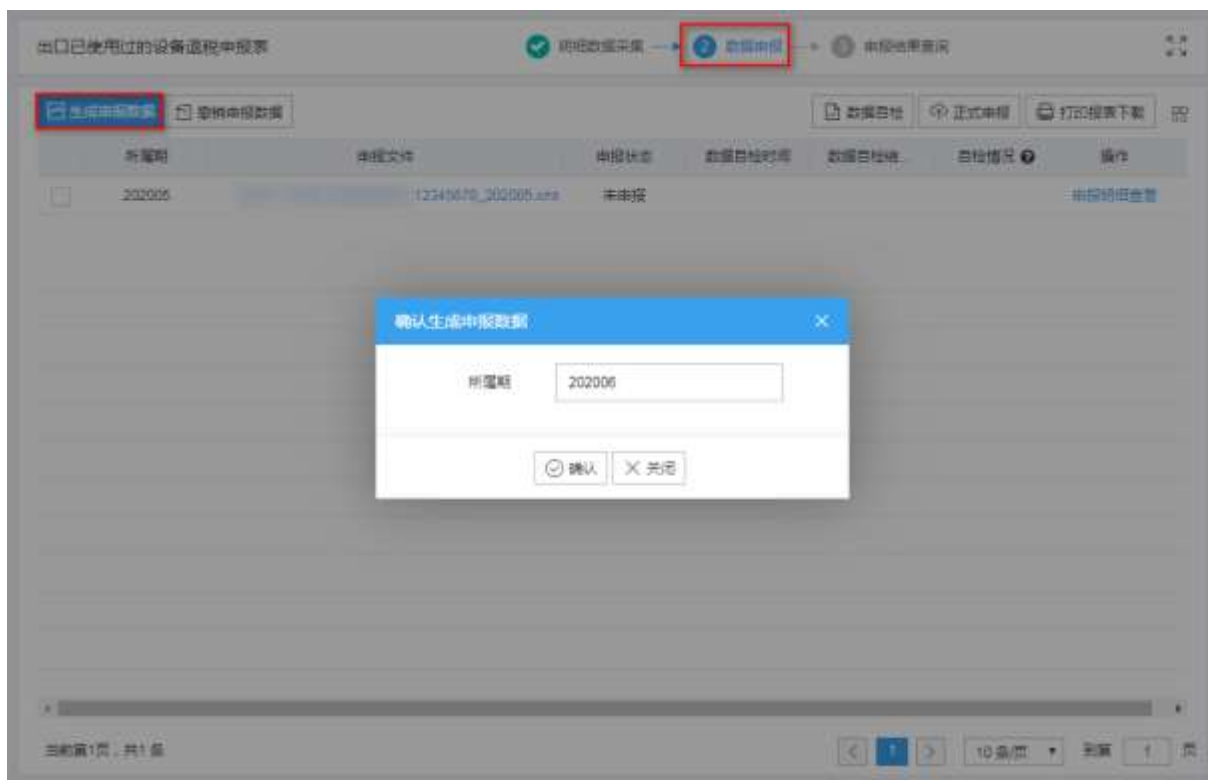 出口已使用过的设备退税申报表
明细数据采集
2 数据申报
3 申报结果查询
生成申报数据 撤销申报数据
数据自检 正式申报 打印报表下载
所属期 申报文件 申报状态 数据自检时间 数据自检结... 自检情况 操作
202005 12345678_202005.xml 未申报 申报明细查看
确认生成申报数据
所属期 202006
确认 关闭
当前第1页,共1条
1 10条/页 到第 1 页